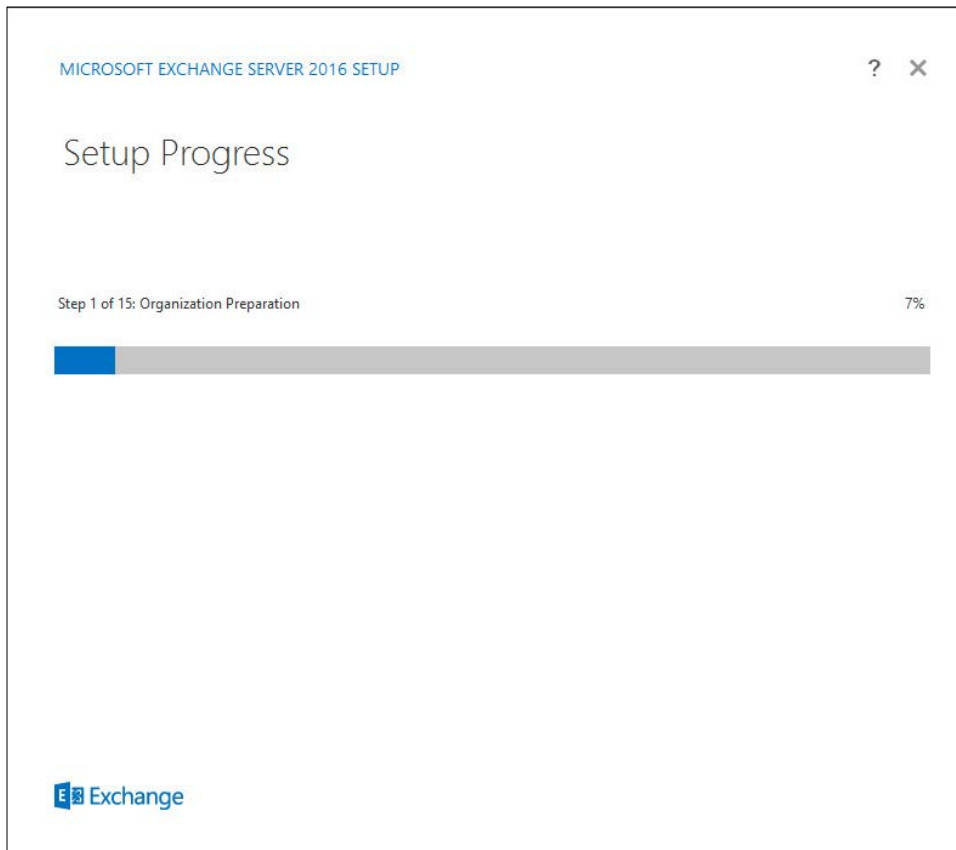 MICROSOFT EXCHANGE SERVER 2016 SETUP ? ✕
Setup Progress
Step 1 of 15: Organization Preparation 7%
E Exchange